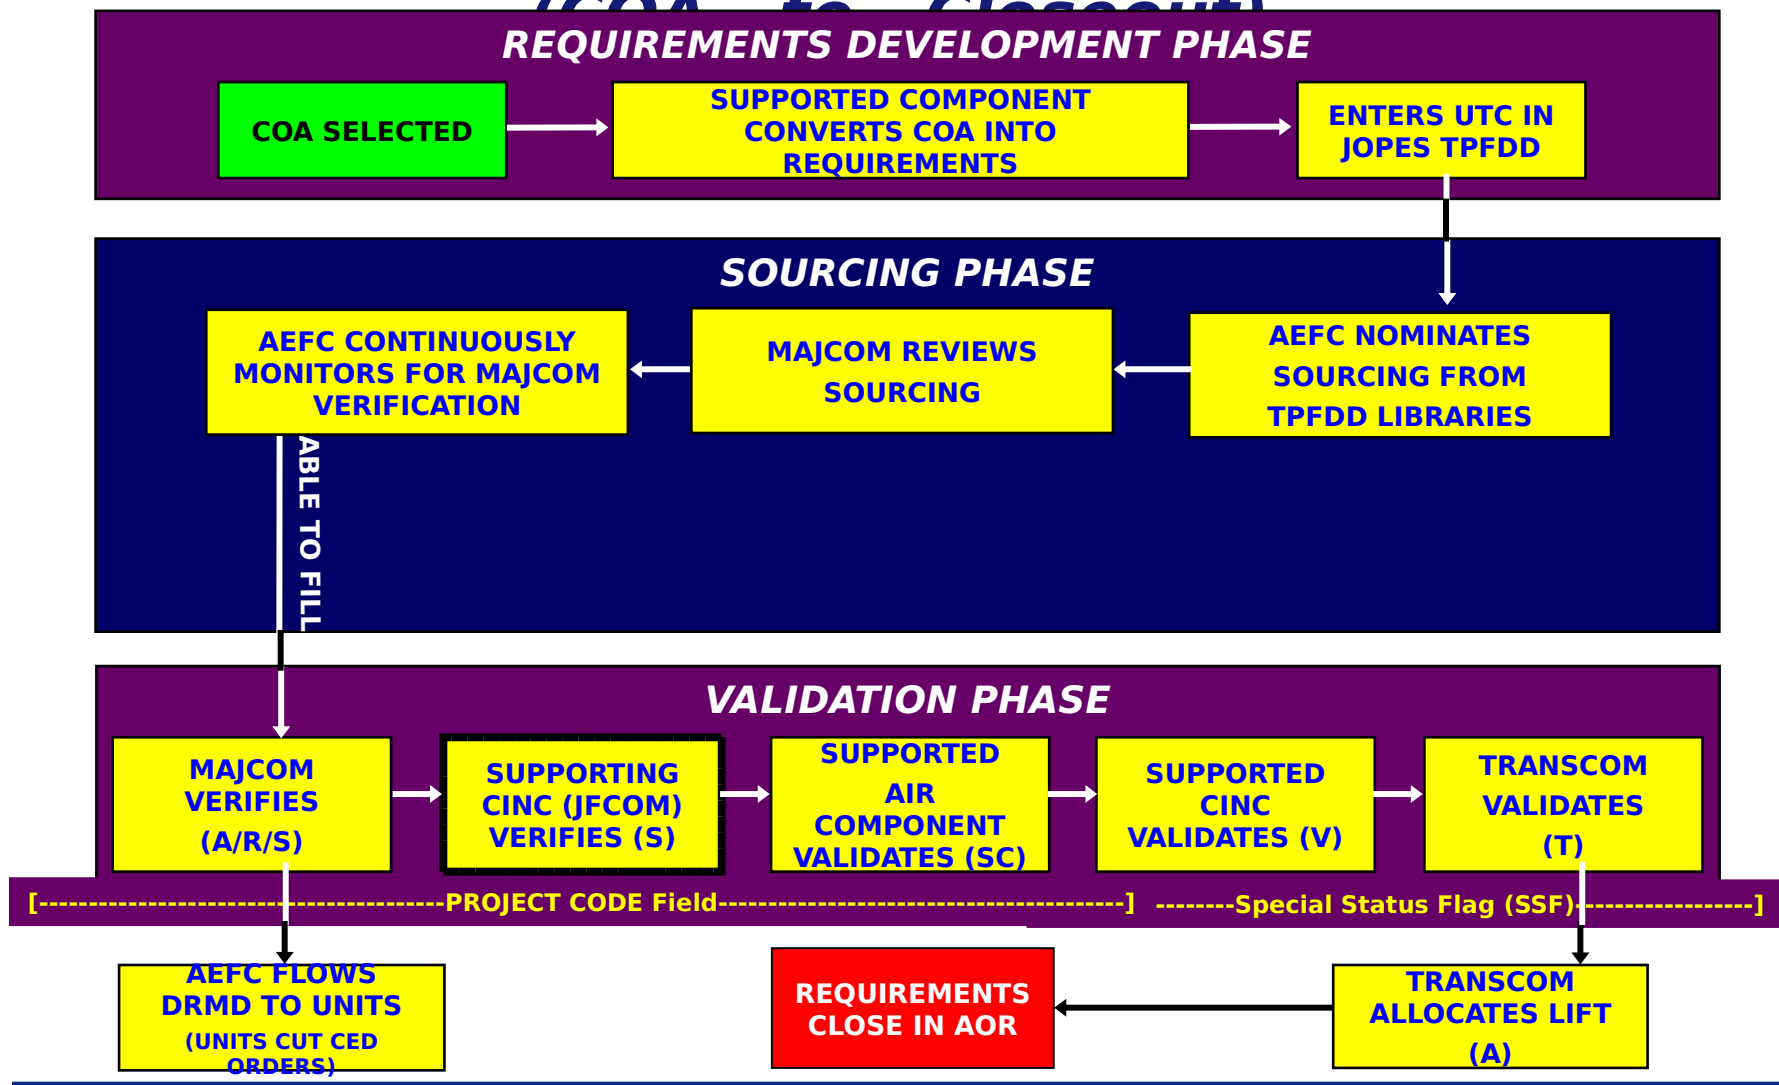 (COA to Closeout)
REQUIREMENTS DEVELOPMENT PHASE
COA SELECTED
SUPPORTED COMPONENT
CONVERTS COA INTO
REQUIREMENTS
ENTERS UTC IN
JOPES TPFDD
SOURCING PHASE
AEFC CONTINUOUSLY
MONITORS FOR MAJCOM
VERIFICATION
MAJCOM REVIEWS
SOURCING
AEFC NOMINATES
SOURCING FROM
TPFDD LIBRARIES
ABLE TO FILL
VALIDATION PHASE
MAJCOM
VERIFIES
(A/R/S)
SUPPORTING
CINC (JFCOM)
VERIFIES (S)
SUPPORTED
AIR
COMPONENT
VALIDATES (SC)
SUPPORTED
CINC
VALIDATES (V)
TRANSCOM
VALIDATES
(T)
[-----------------------------------------PROJECT CODE Field-----------------------------------------]
--------Special Status Flag (SSF)------------------]
AEFC FLOWS
DRMD TO UNITS
(UNITS CUT CED
ORDERS)
REQUIREMENTS
CLOSE IN AOR
TRANSCOM
ALLOCATES LIFT
(A)